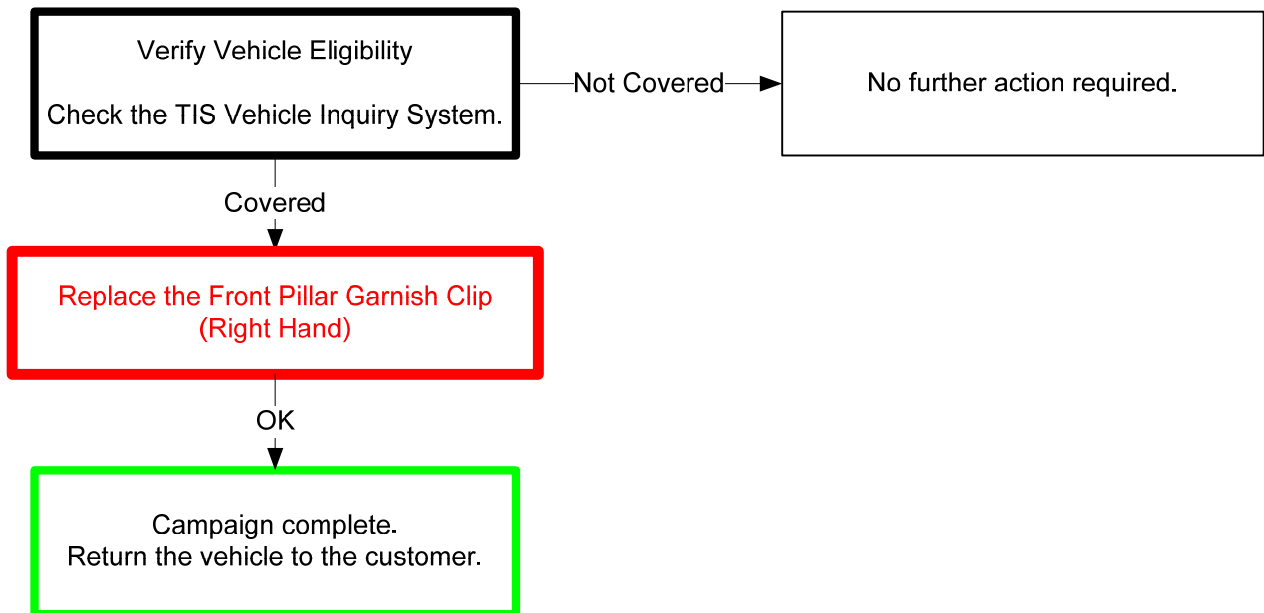 Verify Vehicle Eligibility
Check the TIS Vehicle Inquiry System.
Not Covered
No further action required.
Covered
Replace the Front Pillar Garnish Clip
(Right Hand)
OK
Campaign complete.
Return the vehicle to the customer.